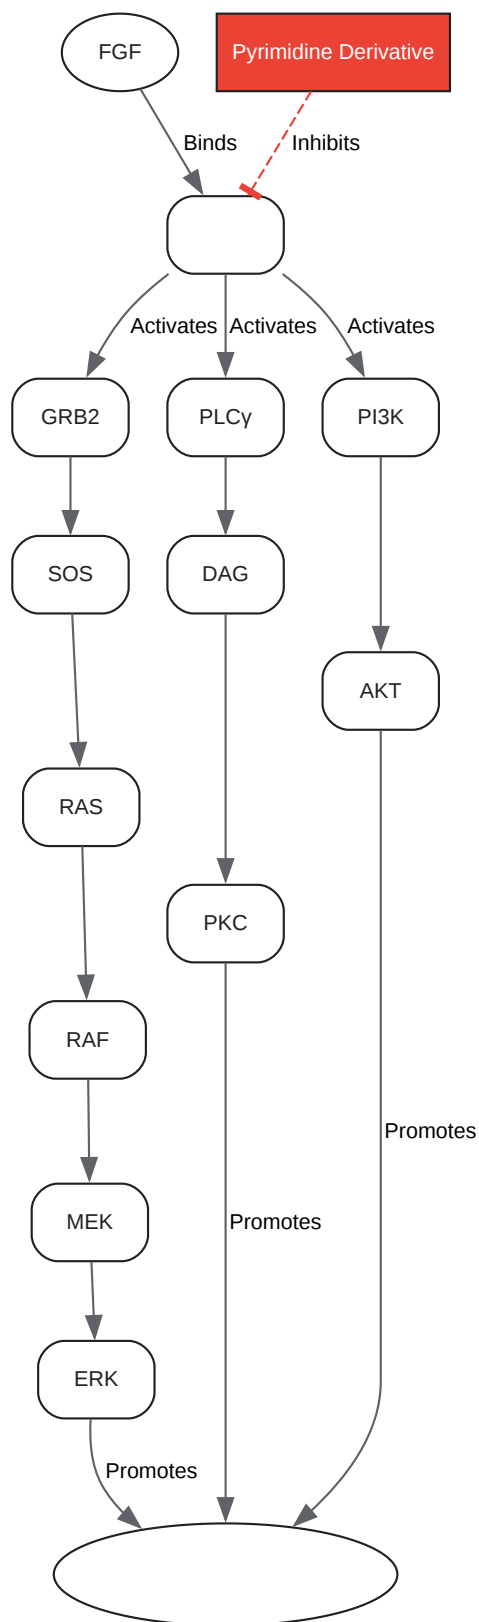 FGF
Pyrimidine Derivative
Binds
Inhibits
Activates
Activates
Activates
GRB2
PLCγ
PI3K
SOS
DAG
AKT
RAS
PKC
RAF
Promotes
MEK
Promotes
ERK
Promotes